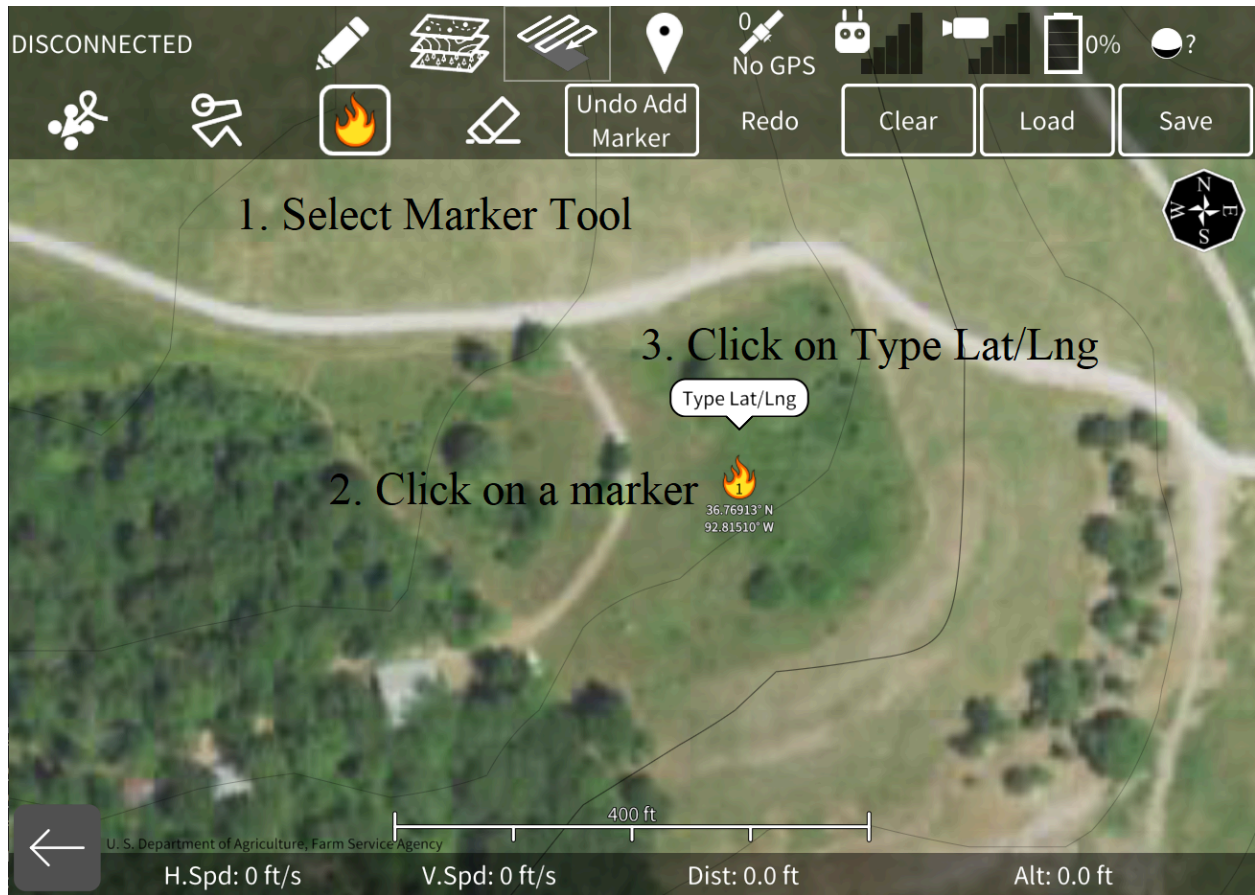 DISCONNECTED
0
No GPS
0%
?
Undo Add
Marker
Redo
Clear
Load
Save
1. Select Marker Tool
N
W
E
S
3. Click on Type Lat/Lng
Type Lat/Lng
2. Click on a marker
1
36.76913° N
92.81510° W
400 ft
U. S. Department of Agriculture, Farm Service Agency
H.Spd: 0 ft/s
V.Spd: 0 ft/s
Dist: 0.0 ft
Alt: 0.0 ft